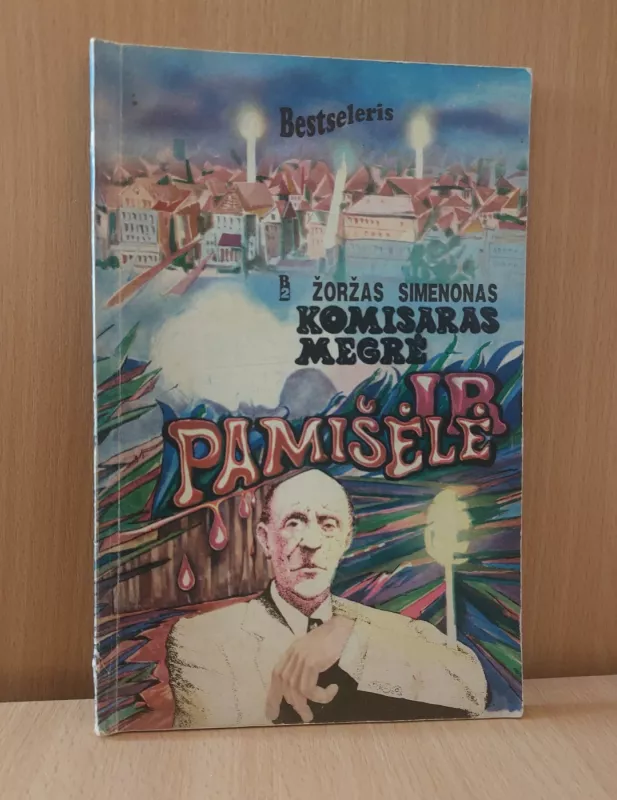 Bestseleris
B2 ŽORŽAS SIMENONAS
KOMISARAS
MEGRĖ
IR
PAMIŠĖLĖ